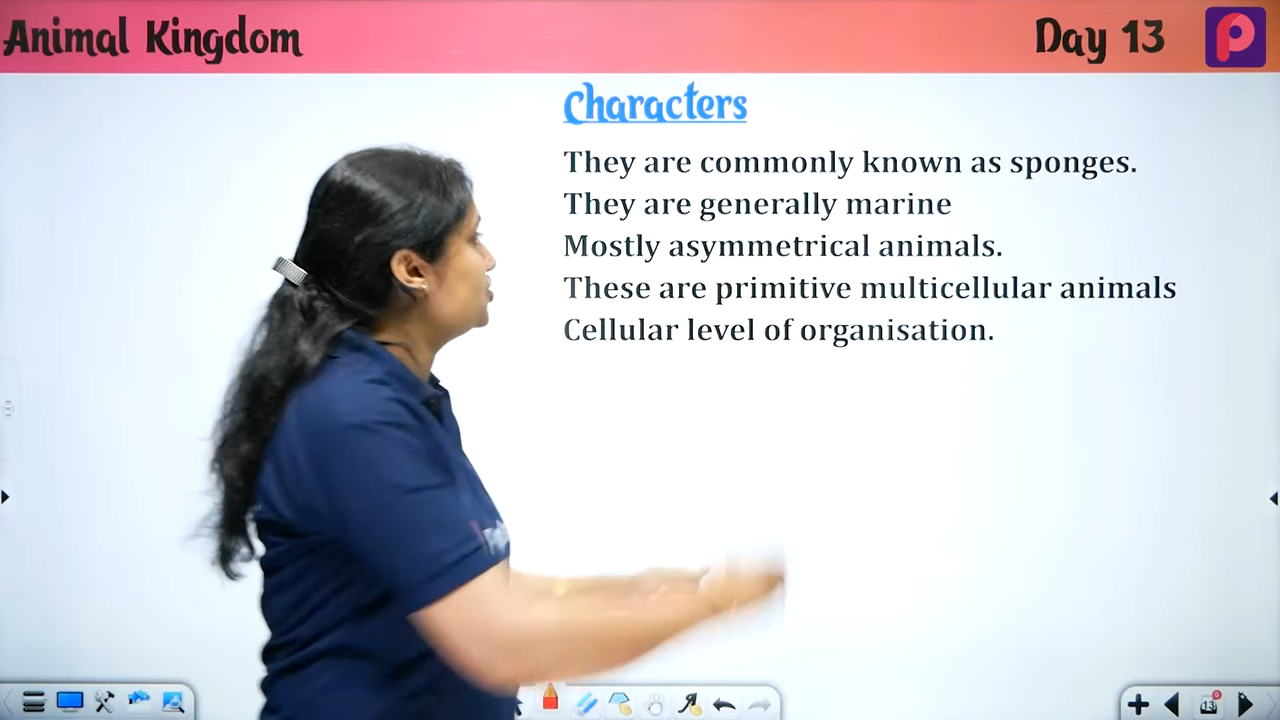 Animal Kingdom
Day 13
Characters
They are commonly known as sponges.
They are generally marine
Mostly asymmetrical animals.
These are primitive multicellular animals
Cellular level of organisation.
13